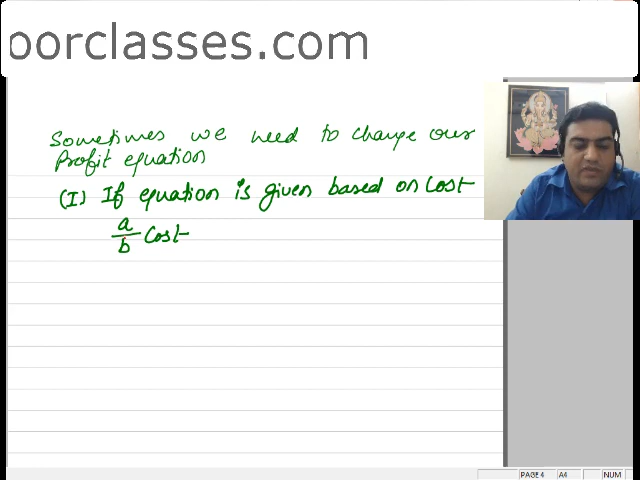 oorclasses.com
Sometimes we need to change our
Profit equation
(I) If equation is given based on Cost
a
b Cost
PAGE 4 A4 NUM